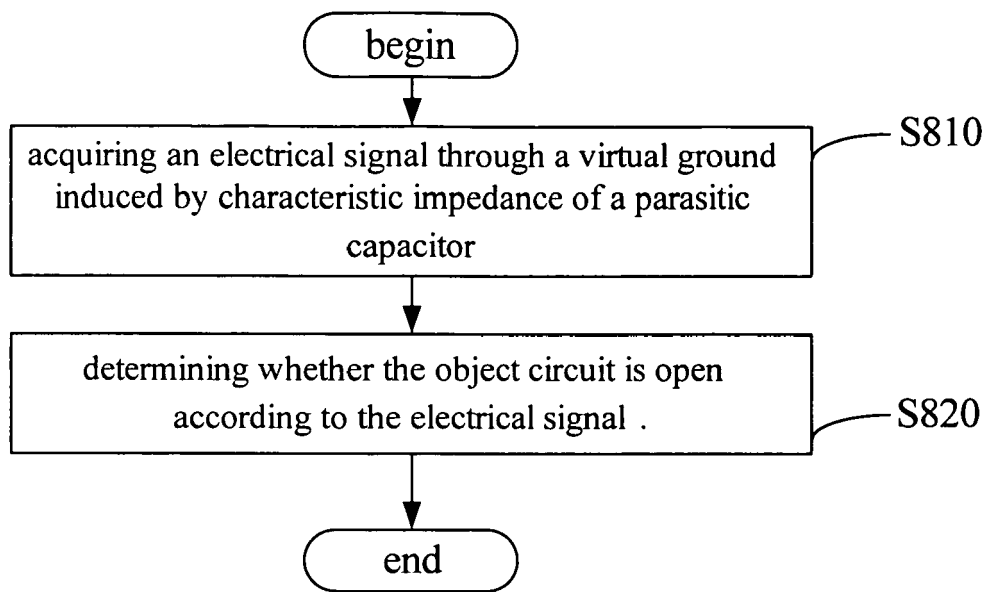 begin
acquiring an electrical signal through a virtual ground
induced by characteristic impedance of a parasitic
capacitor
S810
determining whether the object circuit is open
according to the electrical signal .
S820
end